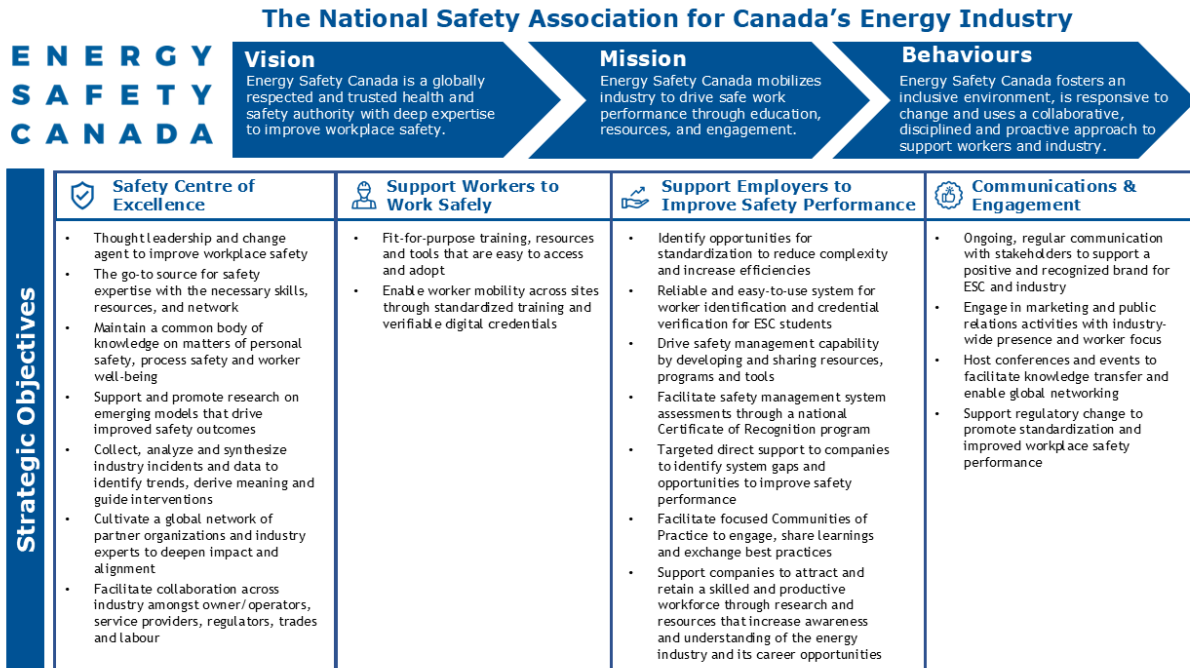 The National Safety Association for Canada's Energy Industry
ENERGY
SAFETY
CANADA
Vision
Energy Safety Canada is a globally
respected and trusted health and
safety authority with deep expertise
to improve workplace safety.
Mission
Energy Safety Canada mobilizes
industry to drive safe work
performance through education,
resources, and engagement.
Behaviours
Energy Safety Canada fosters an
inclusive environment, is responsive to
change and uses a collaborative,
disciplined and proactive approach to
support workers and industry.
Strategic Objectives
Safety Centre of
Excellence
• Thought leadership and change
agent to improve workplace safety
• The go-to source for safety
expertise with the necessary skills,
resources, and network
• Maintain a common body of
knowledge on matters of personal
safety, process safety and worker
well-being
• Support and promote research on
emerging models that drive
improved safety outcomes
• Collect, analyze and synthesize
industry incidents and data to
identify trends, derive meaning and
guide interventions
• Cultivate a global network of
partner organizations and industry
experts to deepen impact and
alignment
• Facilitate collaboration across
industry amongst owner/operators,
service providers, regulators, trades
and labour
Support Workers to
Work Safely
• Fit-for-purpose training, resources
and tools that are easy to access
and adopt
• Enable worker mobility across sites
through standardized training and
verifiable digital credentials
Support Employers to
Improve Safety Performance
• Identify opportunities for
standardization to reduce complexity
and increase efficiencies
• Reliable and easy-to-use system for
worker identification and credential
verification for ESC students
• Drive safety management capability
by developing and sharing resources,
programs and tools
• Facilitate safety management system
assessments through a national
Certificate of Recognition program
• Targeted direct support to companies
to identify system gaps and
opportunities to improve safety
performance
• Facilitate focused Communities of
Practice to engage, share learnings
and exchange best practices
• Support companies to attract and
retain a skilled and productive
workforce through research and
resources that increase awareness
and understanding of the energy
industry and its career opportunities
Communications &
Engagement
• Ongoing, regular communication
with stakeholders to support a
positive and recognized brand for
ESC and industry
• Engage in marketing and public
relations activities with industry-
wide presence and worker focus
• Host conferences and events to
facilitate knowledge transfer and
enable global networking
• Support regulatory change to
promote standardization and
improved workplace safety
performance